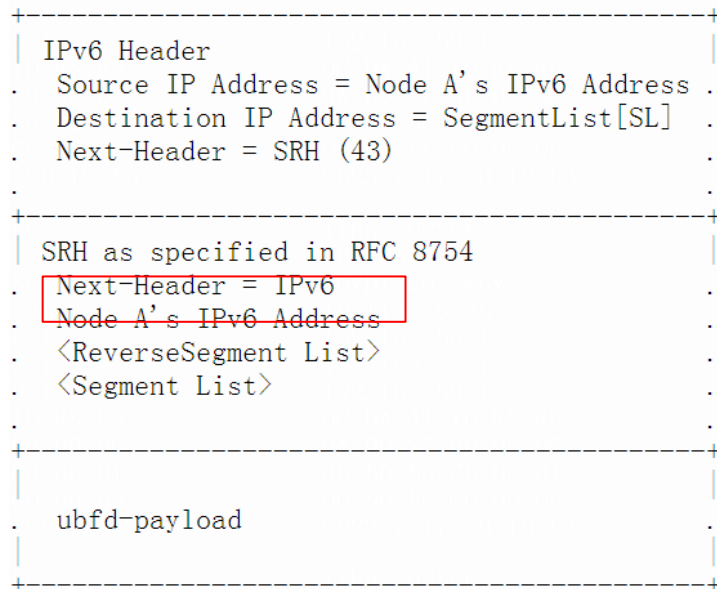 +------------------------------------------------------+
| IPv6 Header |
. Source IP Address = Node A's IPv6 Address .
. Destination IP Address = SegmentList[SL] .
. Next-Header = SRH (43) .
. .
+------------------------------------------------------+
| SRH as specified in RFC 8754 |
. Next-Header = IPv6 .
. Node A's IPv6 Address .
. <ReverseSegment List> .
. <Segment List> .
. .
+------------------------------------------------------+
| |
. ubfd-payload .
| |
+------------------------------------------------------+